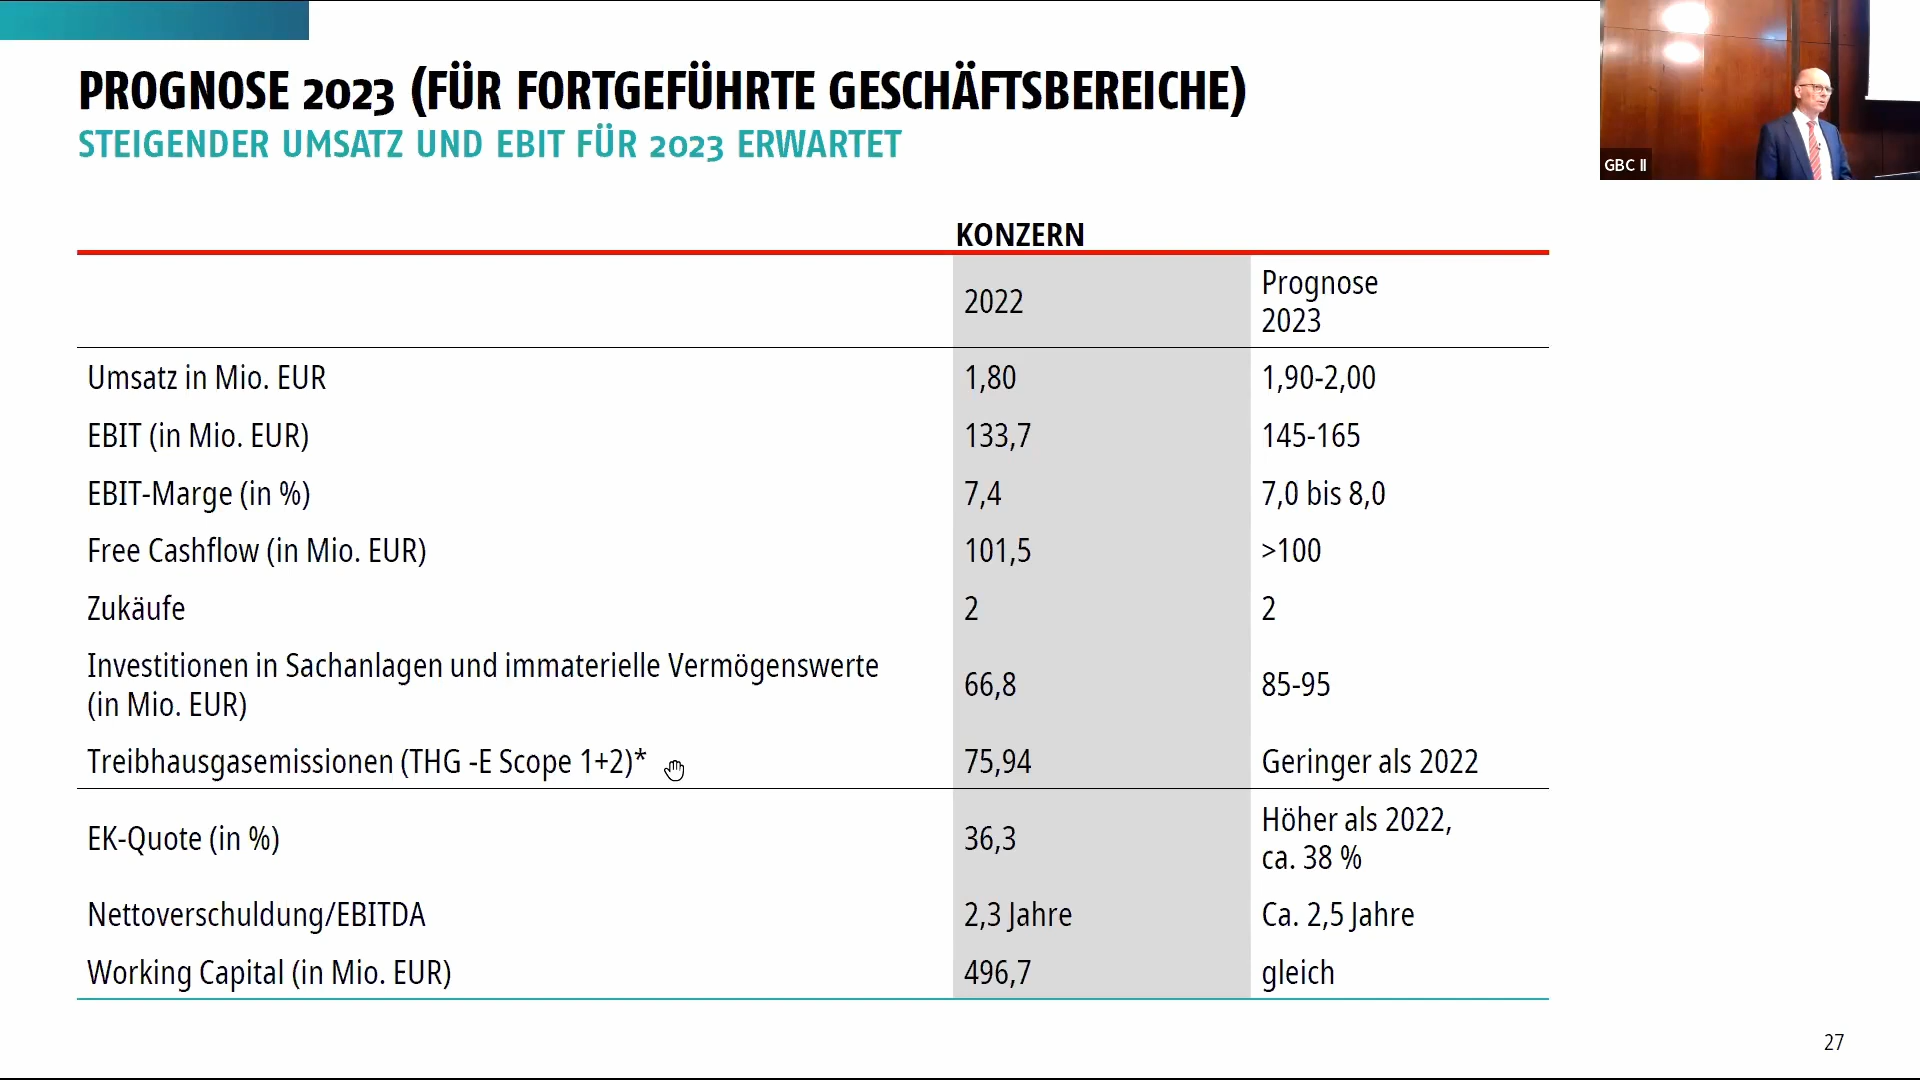 PROGNOSE 2023 (FÜR FORTGEFÜHRTE GESCHÄFTSBEREICHE)
STEIGENDER UMSATZ UND EBIT FÜR 2023 ERWARTET
GBC II
KONZERN
2022
Prognose
2023
Umsatz in Mio. EUR 1,80 1,90-2,00
EBIT (in Mio. EUR) 133,7 145-165
EBIT-Marge (in %) 7,4 7,0 bis 8,0
Free Cashflow (in Mio. EUR) 101,5 >100
Zukäufe 2 2
Investitionen in Sachanlagen und immaterielle Vermögenswerte
(in Mio. EUR)
66,8 85-95
Treibhausgasemissionen (THG -E Scope 1+2)* 75,94 Geringer als 2022
EK-Quote (in %) 36,3
Höher als 2022,
ca. 38 %
Nettoverschuldung/EBITDA 2,3 Jahre Ca. 2,5 Jahre
Working Capital (in Mio. EUR) 496,7 gleich
27